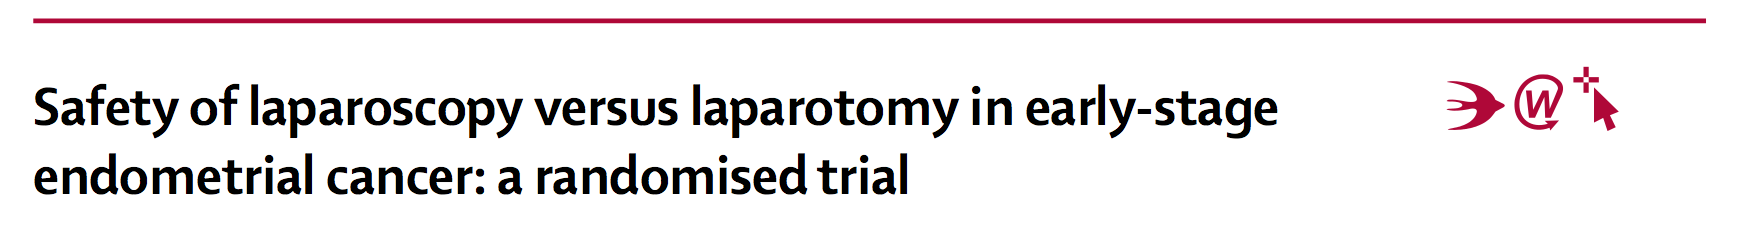 Safety of laparoscopy versus laparotomy in early-stage
endometrial cancer: a randomised trial
W